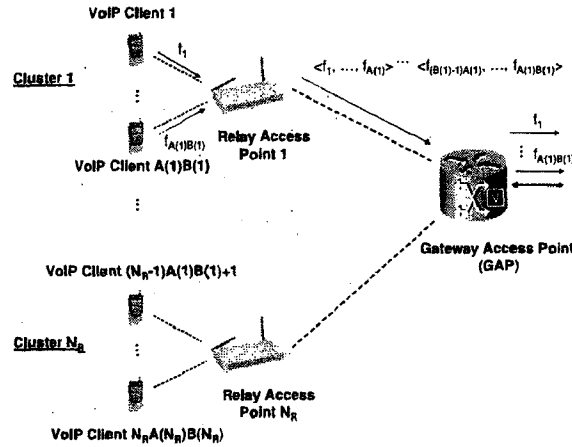 VoIP Client 1
f1
<f1, ..., fA(1)> ... <f(B(1)-1)A(1), ..., fA(1)B(1)>
Cluster 1
f1
fA(1)B(1)
Relay Access
Point 1
fA(1)B(1)
VoIP Client A(1)B(1)
Gateway Access Point
(GAP)
VoIP Client (NR-1)A(1)B(1)+1
Cluster NR
Relay Access
Point NR
VoIP Client NRA(NR)B(NR)